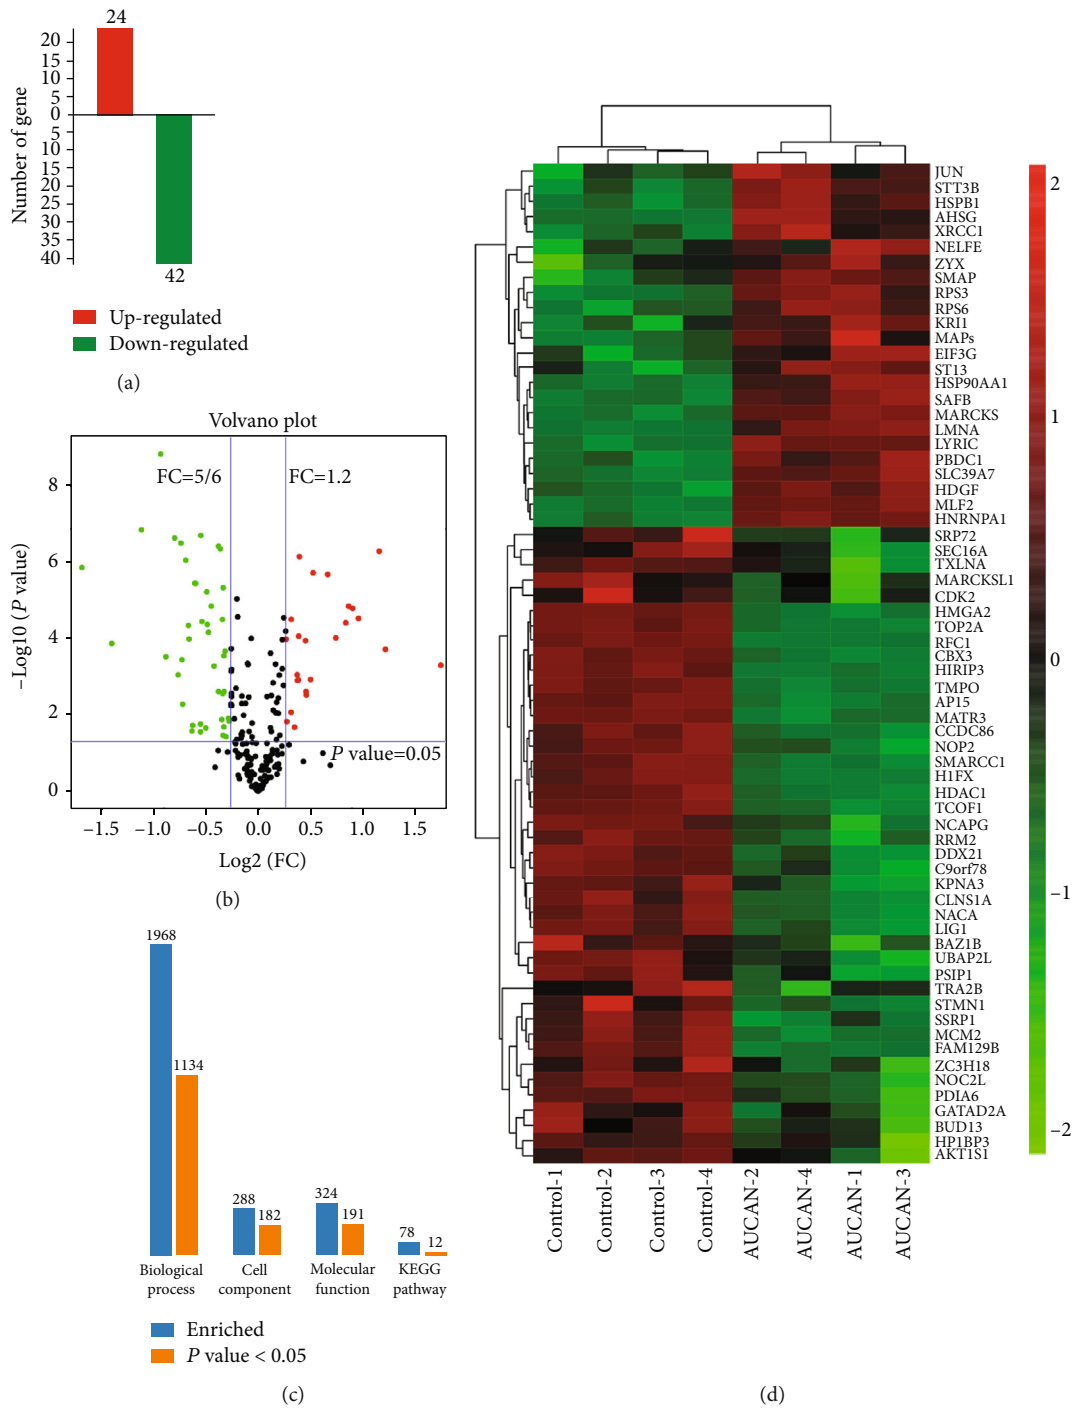 24
20
15
10
5
0
5
10
15
20
25
30
35
40
Number of gene
42
Up-regulated
Down-regulated
(a)
Volvano plot
FC=5/6
FC=1.2
8
6
4
2
0
–Log10 (P value)
P value=0.05
–1.5
–1.0
–0.5
0.0
0.5
1.0
1.5
Log2 (FC)
(b)
1968
1134
288
182
324
191
78
12
Biological process
Cell component
Molecular function
KEGG pathway
Enriched
P value < 0.05
(c)
JUN
STT3B
HSPB1
AHSG
XRCC1
NELFE
ZYX
SMAP
RPS3
RPS6
KRI1
MAPs
EIF3G
ST13
HSP90AA1
SAFB
MARCKS
LMNA
LYRIC
PBDC1
SLC39A7
HDGF
MLF2
HNRNPA1
SRP72
SEC16A
TXLNA
MARCKSL1
CDK2
HMGA2
TOP2A
RFC1
CBX3
HIRIP3
TMPO
AP15
MATR3
CCDC86
NOP2
SMARCC1
H1FX
HDAC1
TCOF1
NCAPG
RRM2
DDX21
C9orf78
KPNA3
CLNS1A
NACA
LIG1
BAZ1B
UBAP2L
PSIP1
TRA2B
STMN1
SSRP1
MCM2
FAM129B
ZC3H18
NOC2L
PDIA6
GATAD2A
BUD13
HP1BP3
AKT1S1
Control-1
Control-2
Control-3
Control-4
AUCAN-2
AUCAN-4
AUCAN-1
AUCAN-3
2
1
0
–1
–2
(d)